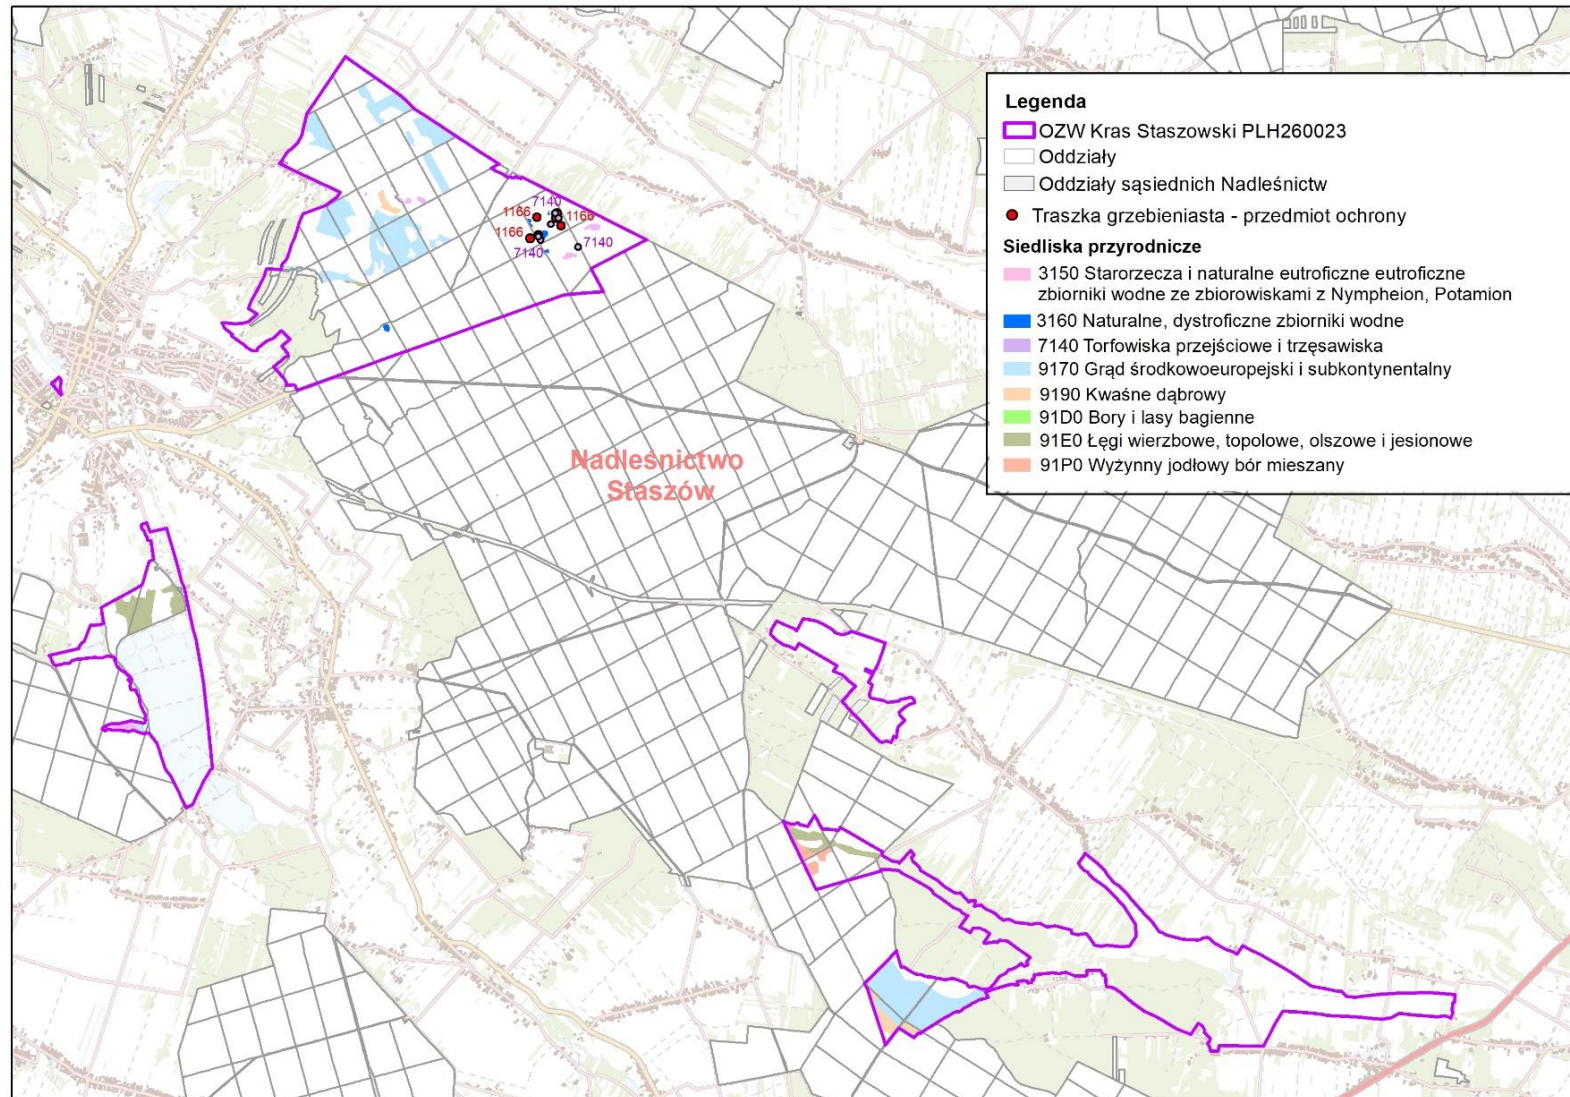 Legenda
OZW Kras Staszowski PLH260023
Oddziały
Oddziały sąsiednich Nadleśnictw
Traszka grzebieniasta - przedmiot ochrony
Siedliska przyrodnicze
3150 Starorzecza i naturalne eutroficzne eutroficzne
zbiorniki wodne ze zbiorowiskami z Nympheion, Potamion
3160 Naturalne, dystroficzne zbiorniki wodne
7140 Torfowiska przejściowe i trzęsawiska
9170 Grąd środkowoeuropejski i subkontynentalny
9190 Kwaśne dąbrowy
91D0 Bory i lasy bagienne
91E0 Łęgi wierzbowe, topolowe, olszowe i jesionowe
91P0 Wyżynny jodłowy bór mieszany
7140
1166
1166
1166
7140
7140
Nadleśnictwo
Staszów